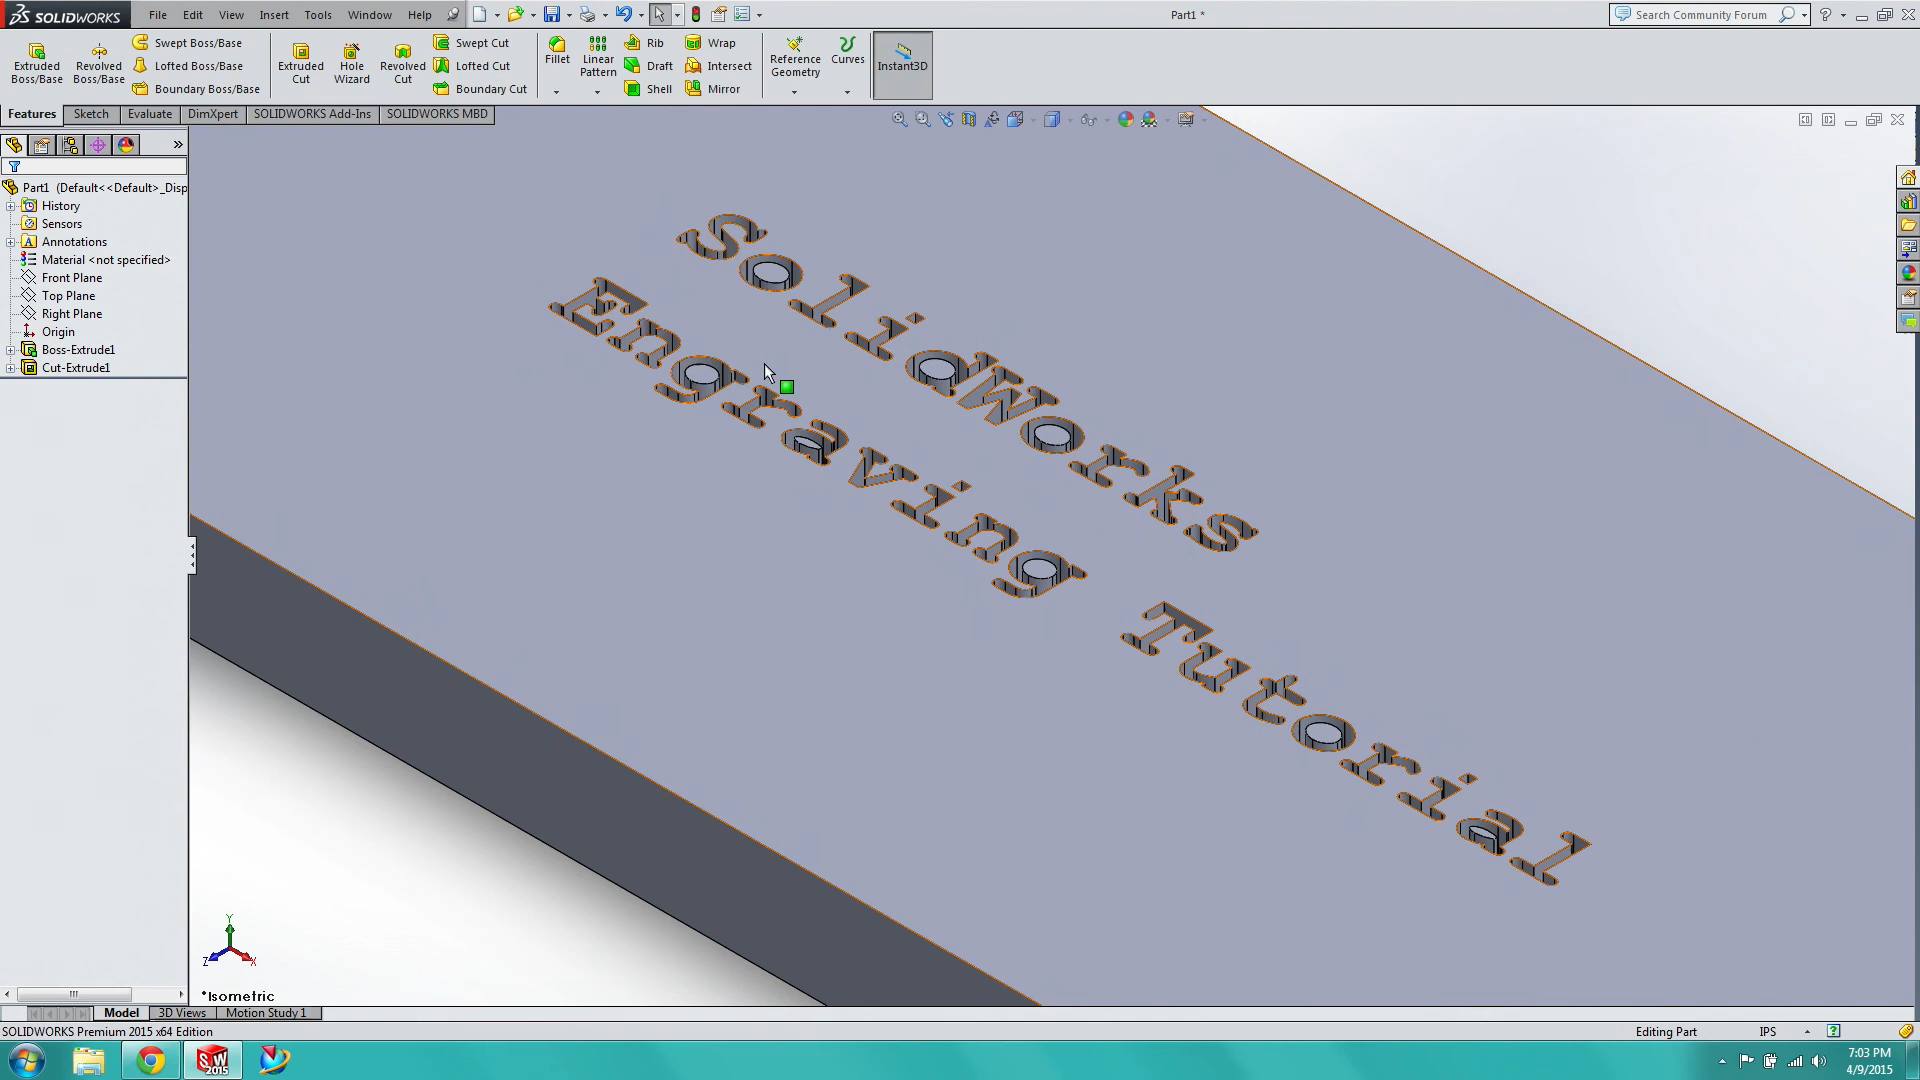 SOLIDWORKS File Edit View Insert Tools Window Help Part1 * Search Community Forum
Extruded Boss/Base
Revolved Boss/Base
Swept Boss/Base
Lofted Boss/Base
Boundary Boss/Base
Extruded Cut
Hole Wizard
Revolved Cut
Swept Cut
Lofted Cut
Boundary Cut
Fillet
Linear Pattern
Rib
Draft
Shell
Wrap
Intersect
Mirror
Reference Geometry
Curves
Instant3D
Features Sketch Evaluate DimXpert SOLIDWORKS Add-Ins SOLIDWORKS MBD
Part1 (Default<<Default>_Disp
History
Sensors
Annotations
Material <not specified>
Front Plane
Top Plane
Right Plane
Origin
Boss-Extrude1
Cut-Extrude1
SolidWorks
Engraving Tutorial
Y
Z
X
*Isometric
Model 3D Views Motion Study 1
SOLIDWORKS Premium 2015 x64 Edition Editing Part IPS
SW 2015
7:03 PM
4/9/2015